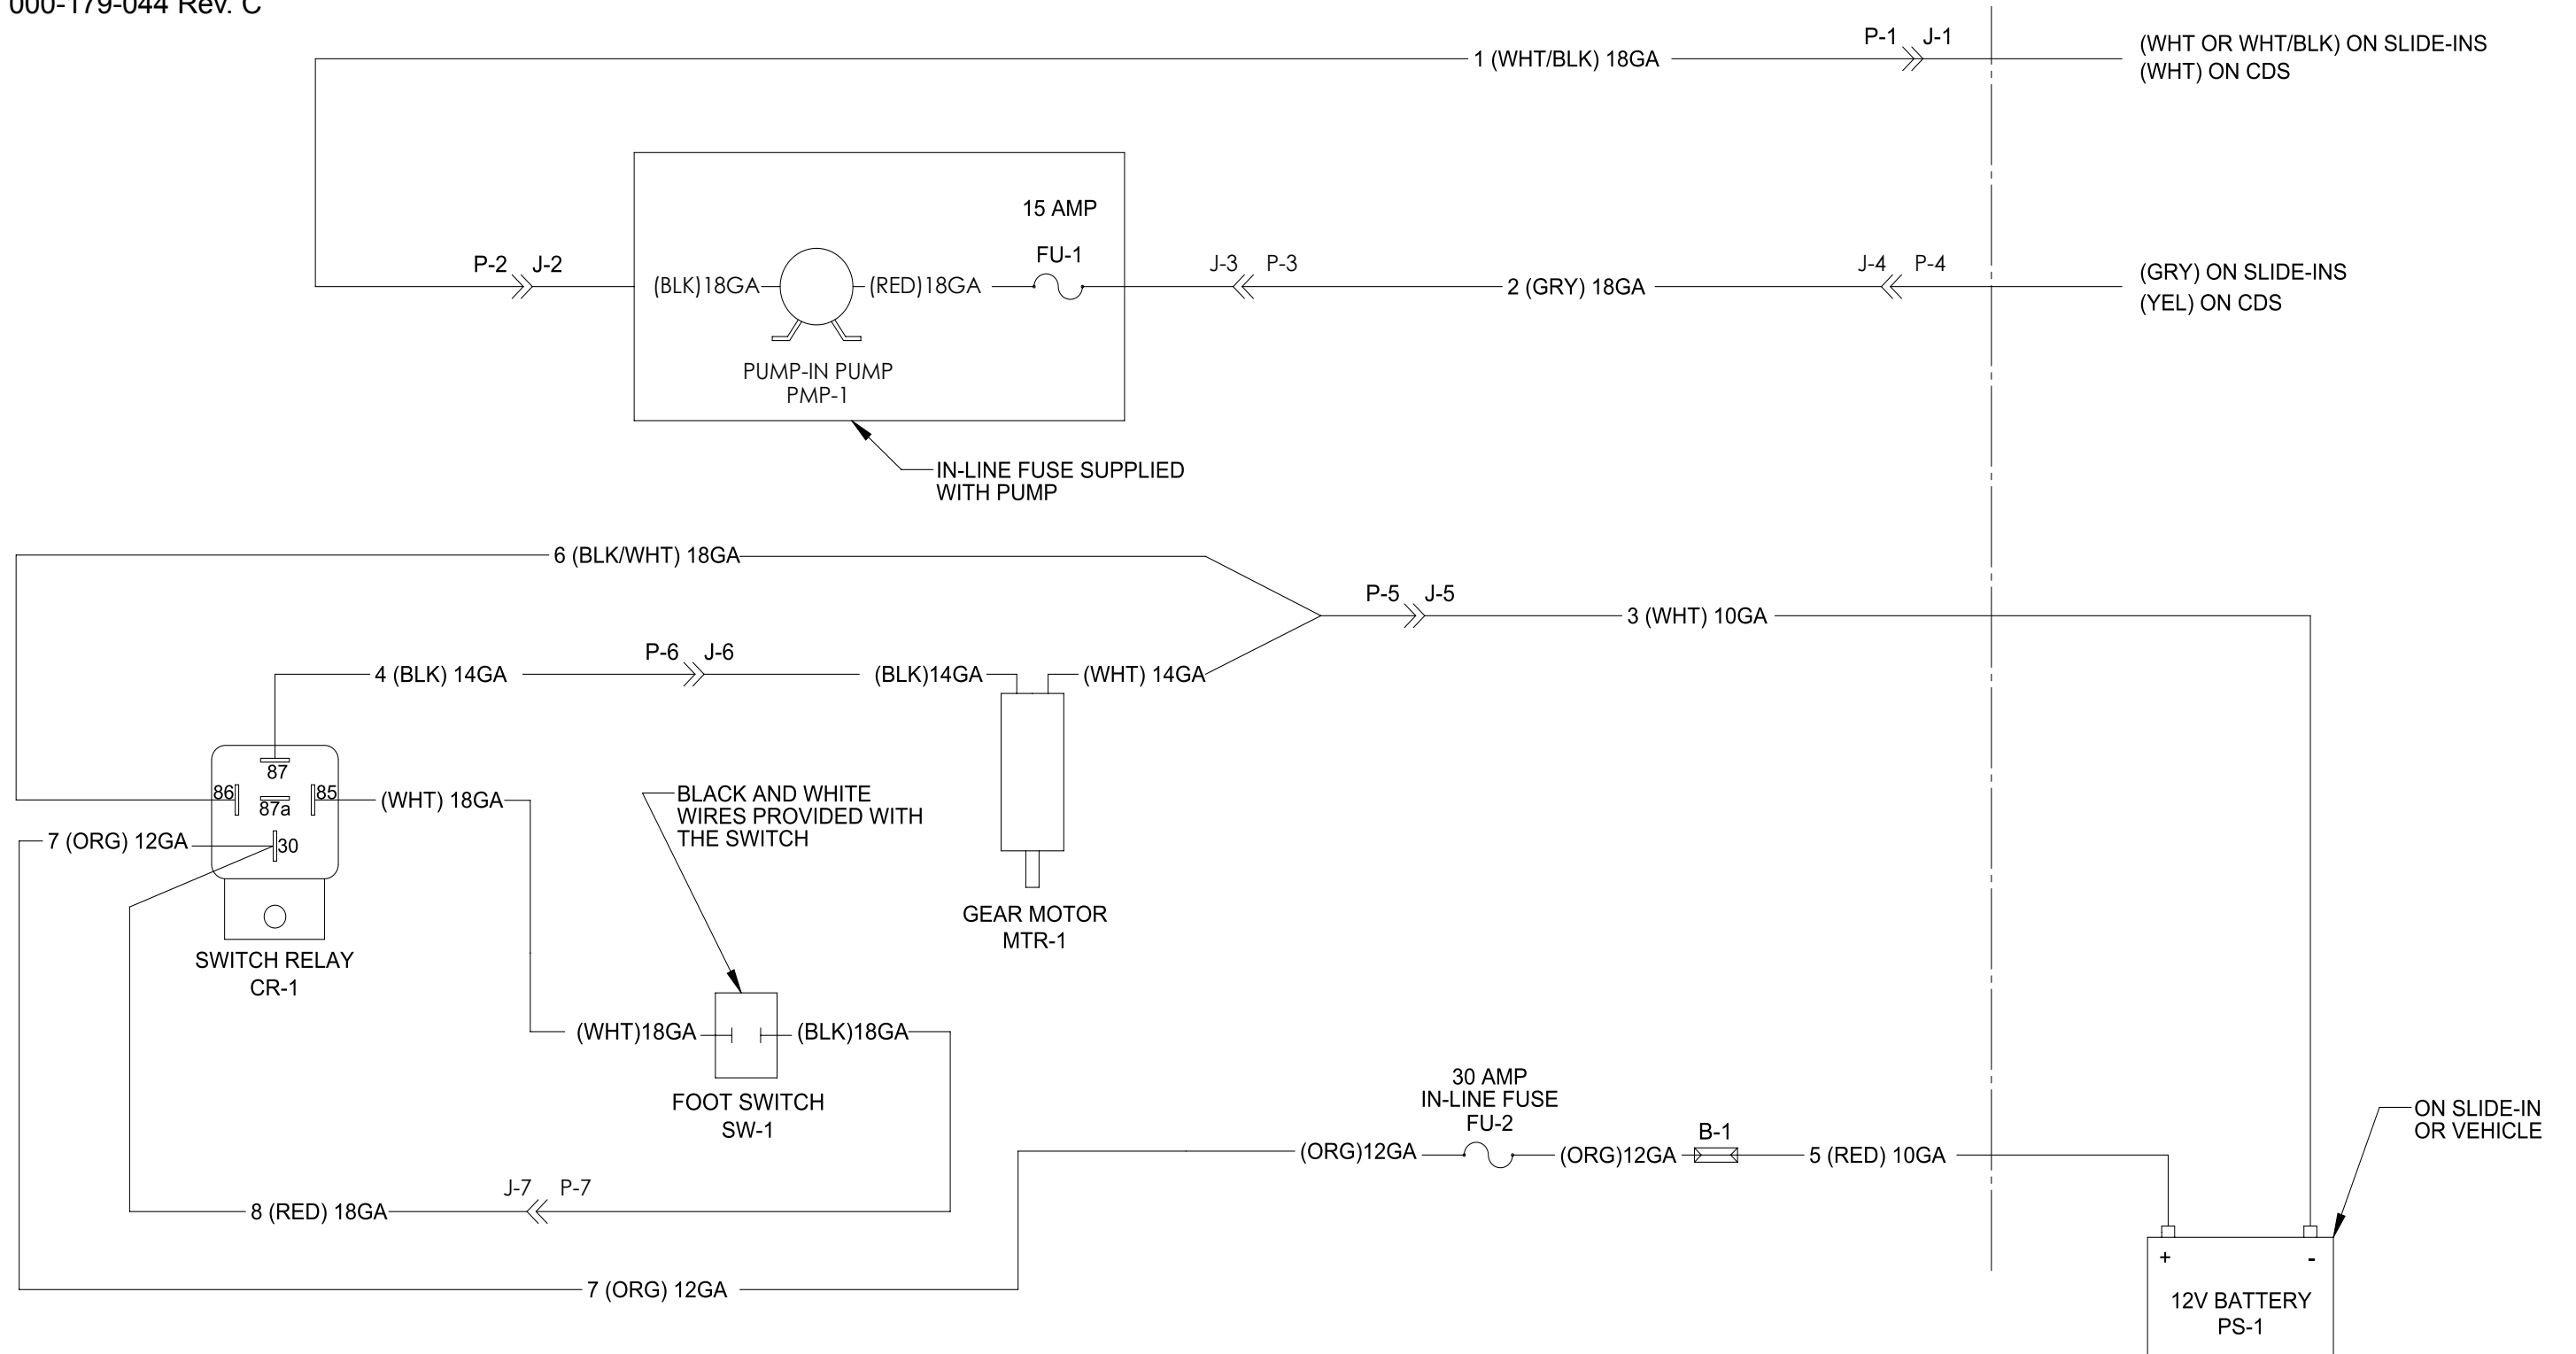 000-179-044 Rev. C
P-1 J-1
1 (WHT/BLK) 18GA
(WHT OR WHT/BLK) ON SLIDE-INS
(WHT) ON CDS
15 AMP
FU-1
P-2 J-2
(BLK)18GA
(RED)18GA
J-3 P-3
2 (GRY) 18GA
J-4 P-4
(GRY) ON SLIDE-INS
(YEL) ON CDS
PUMP-IN PUMP
PMP-1
IN-LINE FUSE SUPPLIED
WITH PUMP
6 (BLK/WHT) 18GA
P-5 J-5
3 (WHT) 10GA
4 (BLK) 14GA
P-6 J-6
(BLK)14GA
(WHT) 14GA
87
86
87a
85
30
(WHT) 18GA
7 (ORG) 12GA
SWITCH RELAY
CR-1
BLACK AND WHITE
WIRES PROVIDED WITH
THE SWITCH
GEAR MOTOR
MTR-1
(WHT)18GA
(BLK)18GA
FOOT SWITCH
SW-1
30 AMP
IN-LINE FUSE
FU-2
(ORG)12GA
(ORG)12GA
B-1
5 (RED) 10GA
ON SLIDE-IN
OR VEHICLE
8 (RED) 18GA
J-7 P-7
7 (ORG) 12GA
+ -
12V BATTERY
PS-1